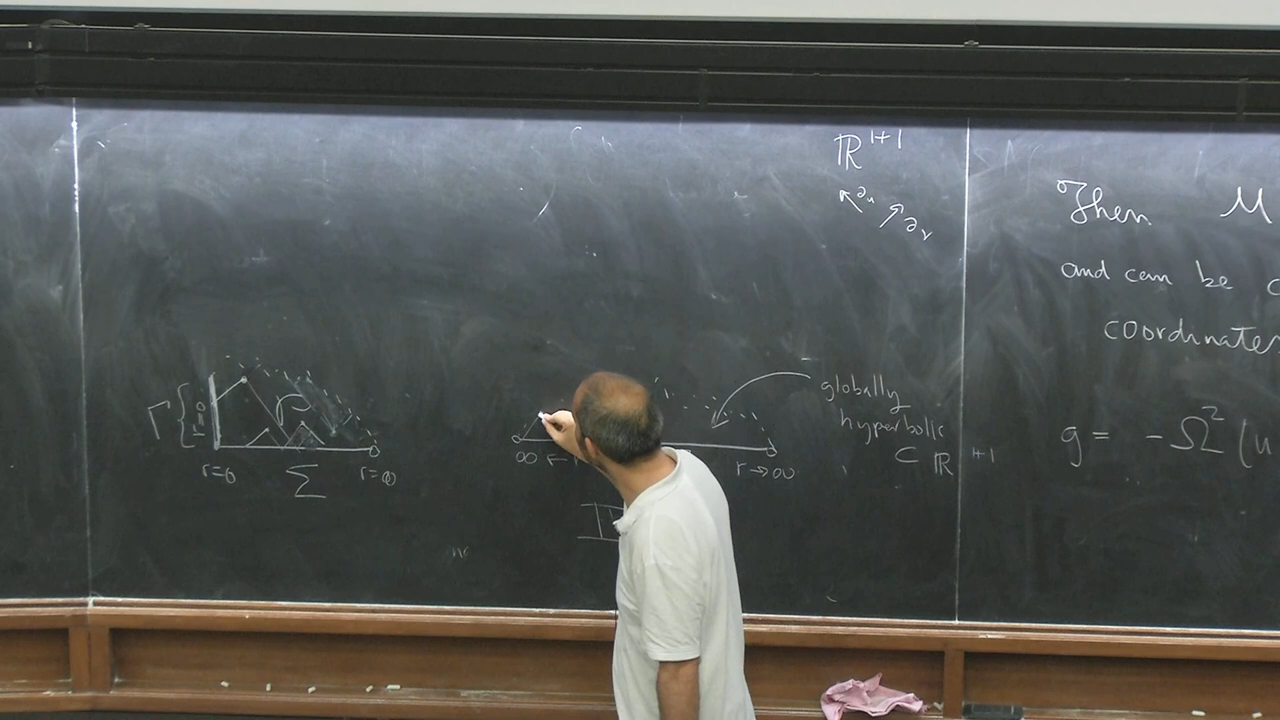 ℝ¹⁺¹
∂u ∂v
Then M
and can be
coordinates
g = -Ω²(u
Γ {
r=0 Σ r=∞
∞ ← r→∞
globally
hyperbolic
⊂ ℝ¹⁺¹